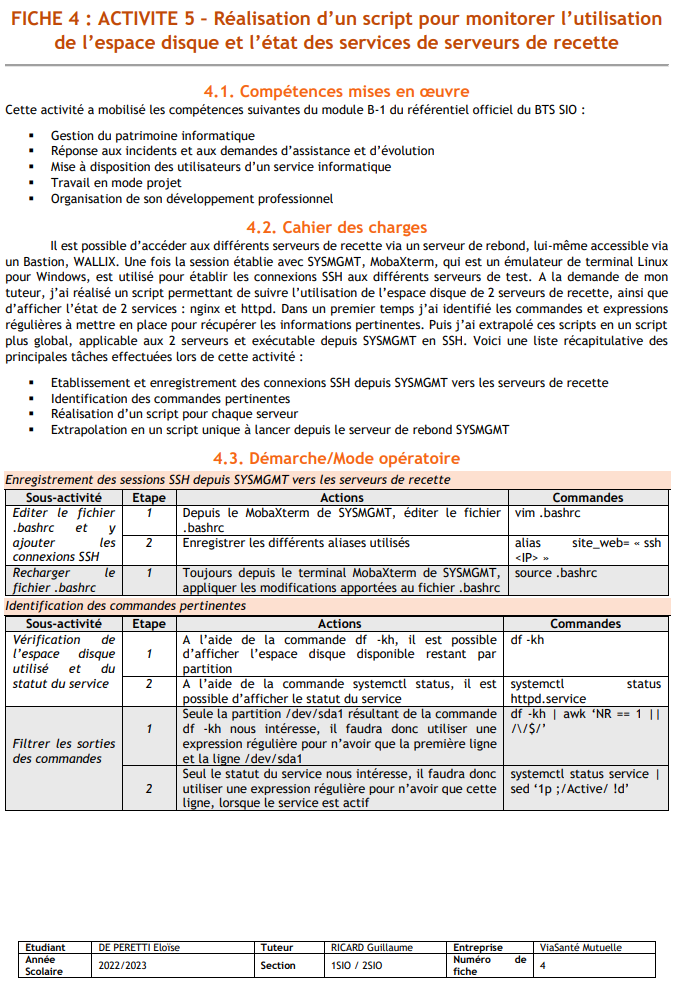 FICHE 4 : ACTIVITE 5 – Réalisation d’un script pour monitorer l’utilisation
de l’espace disque et l’état des services de serveurs de recette
4.1. Compétences mises en œuvre
Cette activité a mobilisé les compétences suivantes du module B-1 du référentiel officiel du BTS SIO :
▪ Gestion du patrimoine informatique
▪ Réponse aux incidents et aux demandes d’assistance et d’évolution
▪ Mise à disposition des utilisateurs d’un service informatique
▪ Travail en mode projet
▪ Organisation de son développement professionnel
4.2. Cahier des charges
Il est possible d’accéder aux différents serveurs de recette via un serveur de rebond, lui-même accessible via
un Bastion, WALLIX. Une fois la session établie avec SYSMGMT, MobaXterm, qui est un émulateur de terminal Linux
pour Windows, est utilisé pour établir les connexions SSH aux différents serveurs de test. A la demande de mon
tuteur, j’ai réalisé un script permettant de suivre l’utilisation de l’espace disque de 2 serveurs de recette, ainsi que
d’afficher l’état de 2 services : nginx et httpd. Dans un premier temps j’ai identifié les commandes et expressions
régulières à mettre en place pour récupérer les informations pertinentes. Puis j’ai extrapolé ces scripts en un script
plus global, applicable aux 2 serveurs et exécutable depuis SYSMGMT en SSH. Voici une liste récapitulative des
principales tâches effectuées lors de cette activité :
▪ Etablissement et enregistrement des connexions SSH depuis SYSMGMT vers les serveurs de recette
▪ Identification des commandes pertinentes
▪ Réalisation d’un script pour chaque serveur
▪ Extrapolation en un script unique à lancer depuis le serveur de rebond SYSMGMT
4.3. Démarche/Mode opératoire
Enregistrement des sessions SSH depuis SYSMGMT vers les serveurs de recette
Sous-activité Etape Actions Commandes
Editer le fichier
.bashrc et y
ajouter les
connexions SSH
1
Depuis le MobaXterm de SYSMGMT, éditer le fichier
.bashrc
vim .bashrc
2
Enregistrer les différents aliases utilisés
alias site_web= « ssh
<IP> »
Recharger le
fichier .bashrc
1
Toujours depuis le terminal MobaXterm de SYSMGMT,
appliquer les modifications apportées au fichier .bashrc
source .bashrc
Identification des commandes pertinentes
Sous-activité Etape Actions Commandes
Vérification de
l’espace disque
utilisé et du
statut du service
1
A l’aide de la commande df -kh, il est possible
d’afficher l’espace disque disponible restant par
partition
df -kh
2
A l’aide de la commande systemctl status, il est
possible d’afficher le statut du service
systemctl status
httpd.service
Filtrer les sorties
des commandes
1
Seule la partition /dev/sda1 résultant de la commande
df -kh nous intéresse, il faudra donc utiliser une
expression régulière pour n’avoir que la première ligne
et la ligne /dev/sda1
df -kh | awk ‘NR == 1 ||
/\/$/’
2
Seul le statut du service nous intéresse, il faudra donc
utiliser une expression régulière pour n’avoir que cette
ligne, lorsque le service est actif
systemctl status service |
sed ‘1p ;/Active/ !d’
Etudiant DE PERETTI Eloïse Tuteur RICARD Guillaume Entreprise ViaSanté Mutuelle
Année
Scolaire
2022/2023 Section 1SIO / 2SIO
Numéro de
fiche
4